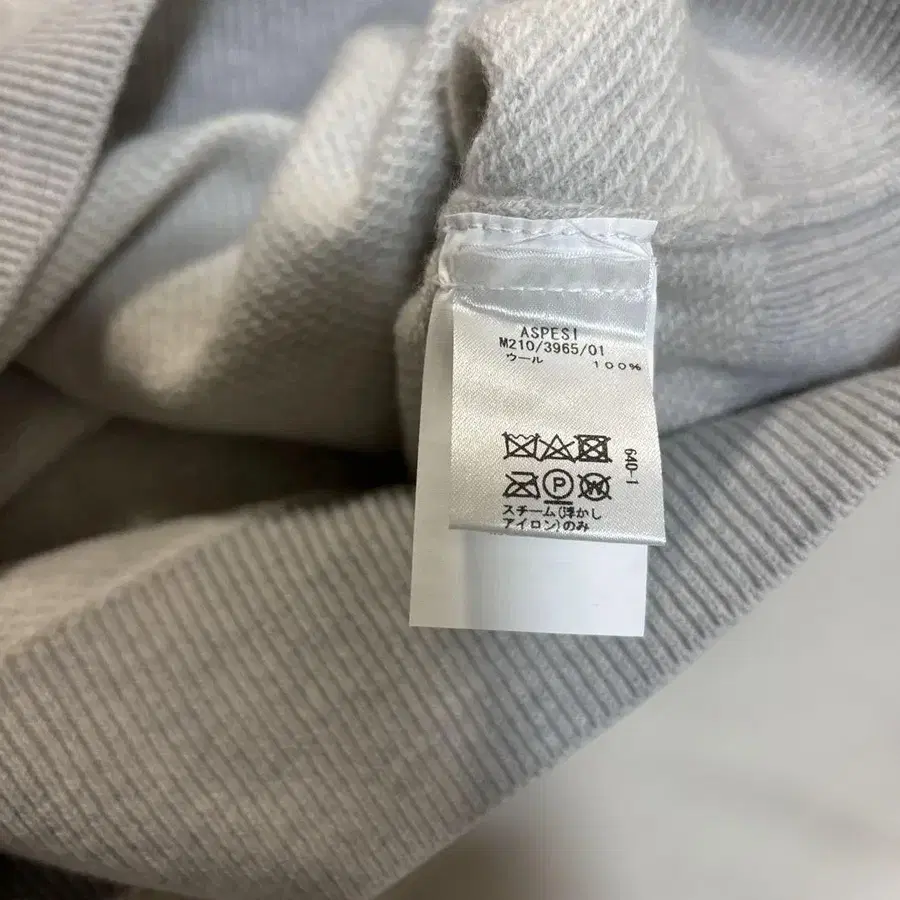 ASPESI
M210/3965/01
ウール 100%
640-1
P W
スチーム(浮かし
アイロン)のみ